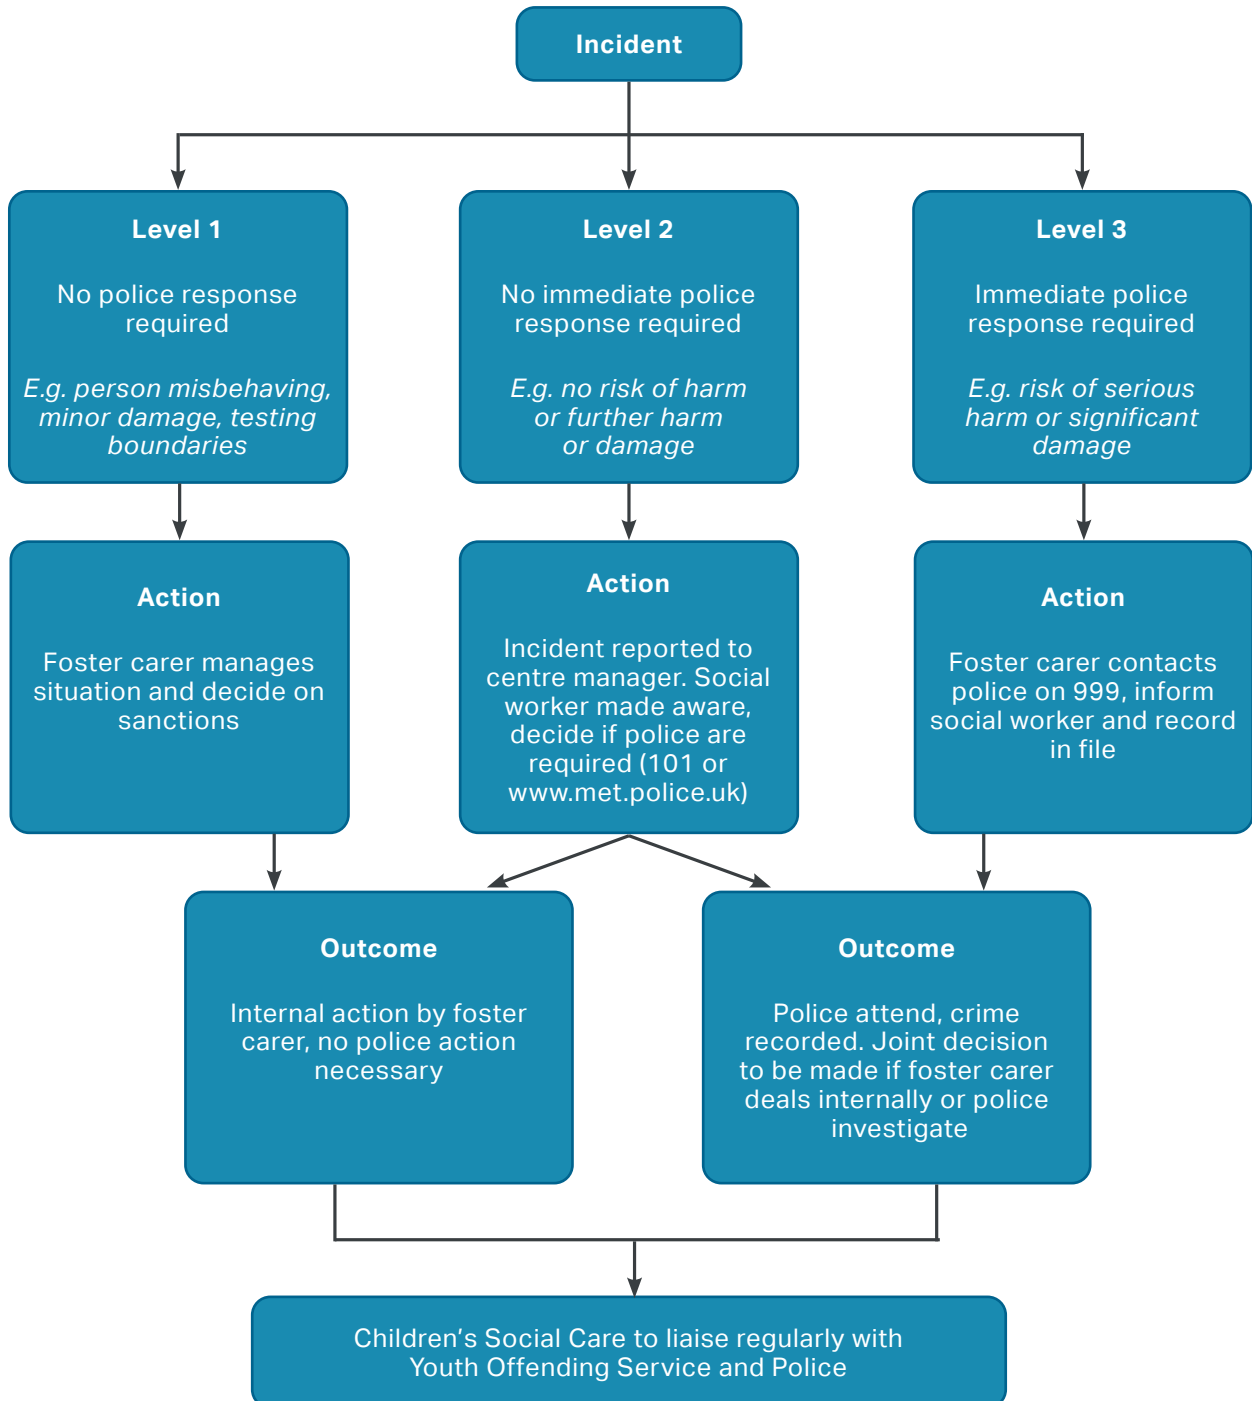 Incident
Level 1
No police response
required
E.g. person misbehaving,
minor damage, testing
boundaries
Level 2
No immediate police
response required
E.g. no risk of harm
or further harm
or damage
Level 3
Immediate police
response required
E.g. risk of serious
harm or significant
damage
Action
Foster carer manages
situation and decide on
sanctions
Action
Incident reported to
centre manager. Social
worker made aware,
decide if police are
required (101 or
www.met.police.uk)
Action
Foster carer contacts
police on 999, inform
social worker and record
in file
Outcome
Internal action by foster
carer, no police action
necessary
Outcome
Police attend, crime
recorded. Joint decision
to be made if foster carer
deals internally or police
investigate
Children’s Social Care to liaise regularly with
Youth Offending Service and Police